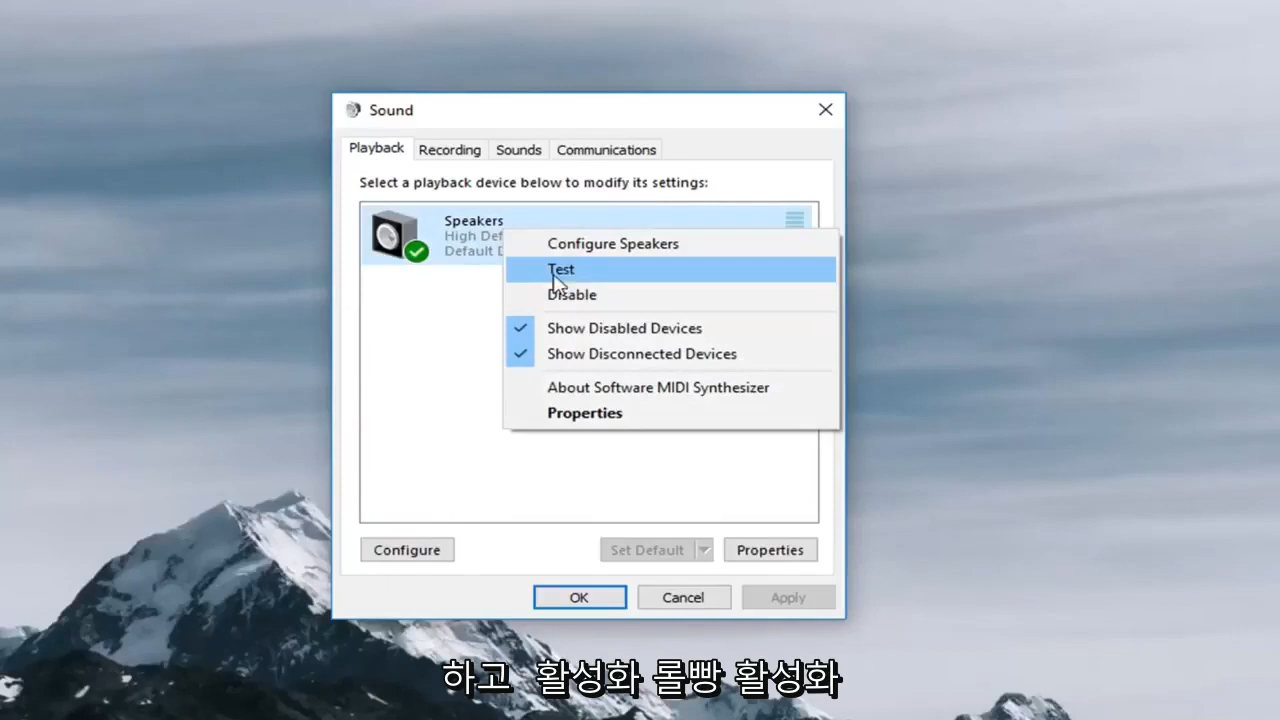 Sound
Playback
Recording
Sounds
Communications
Select a playback device below to modify its settings:
Speakers
High Def
Default D
Configure Speakers
Test
Disable
Show Disabled Devices
Show Disconnected Devices
About Software MIDI Synthesizer
Properties
Configure
Set Default
Properties
OK
Cancel
Apply
하고 활성화 롤빵 활성화